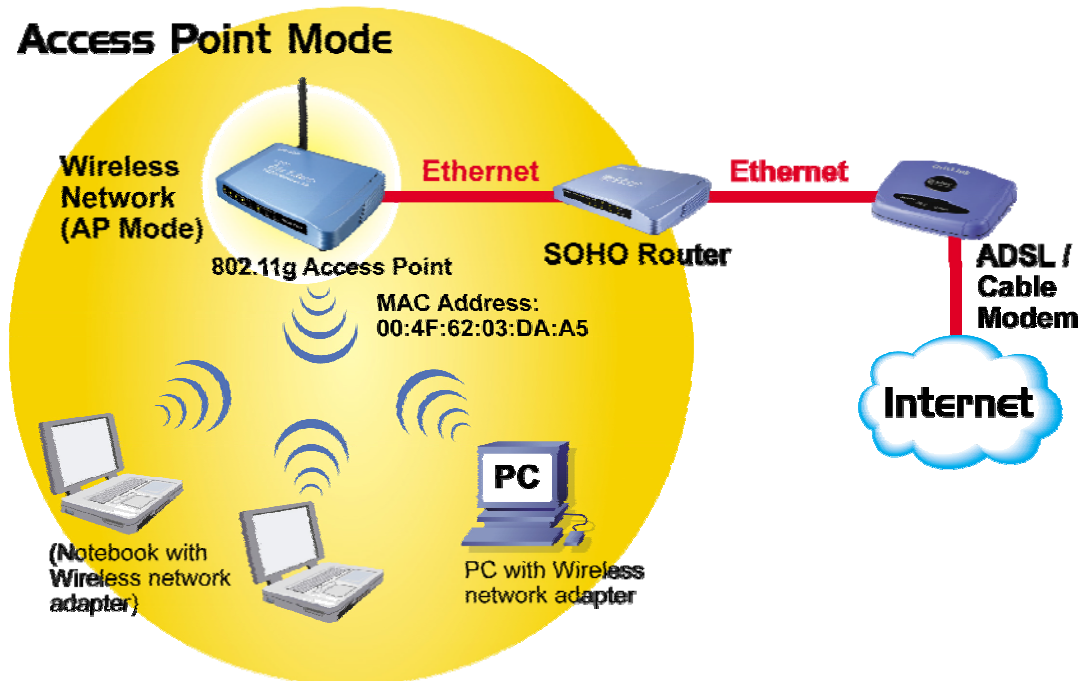 Access Point Mode
Wireless
Network
(AP Mode)
Ethernet
Ethernet
802.11g Access Point
SOHO Router
ADSL /
Cable
Modem
MAC Address:
00:4F:62:03:DA:A5
Internet
PC
(Notebook with
Wireless network
adapter)
PC with Wireless
network adapter